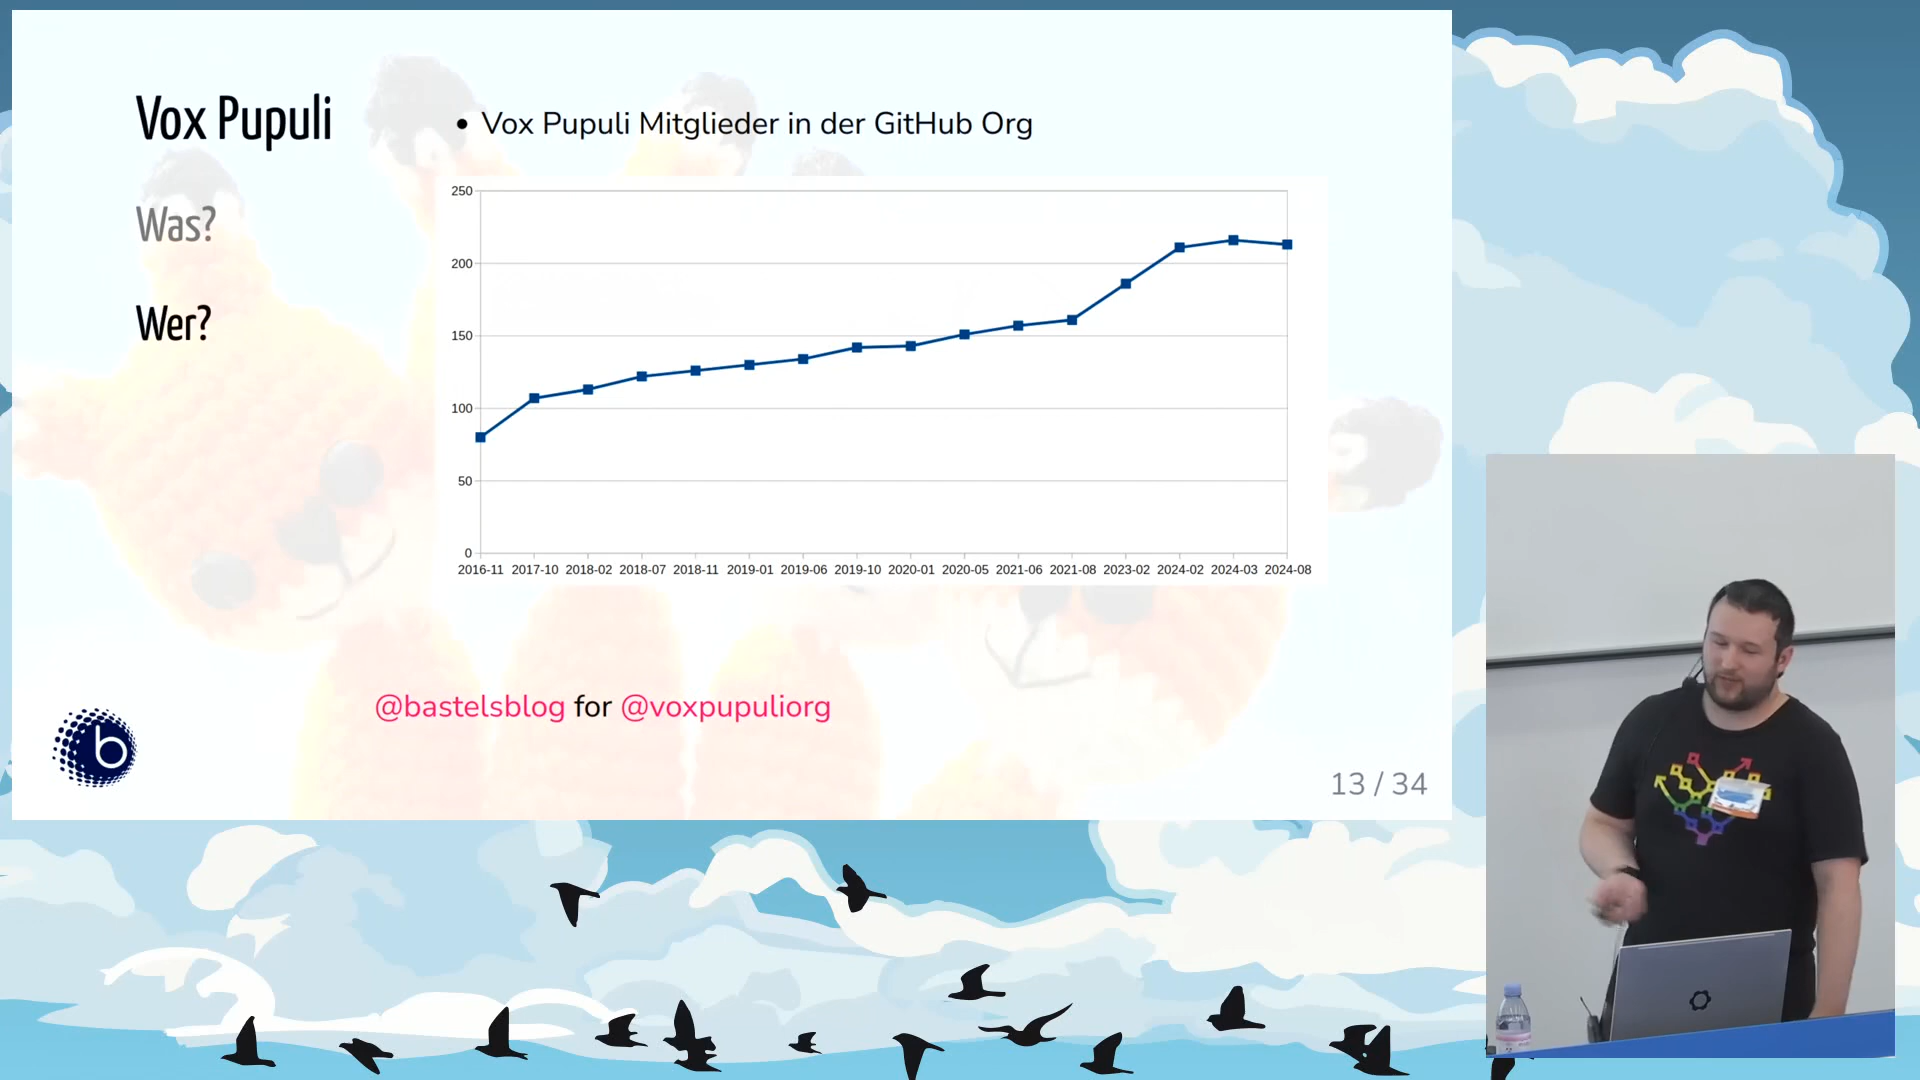 Vox Pupuli
Was?
Wer?
• Vox Pupuli Mitglieder in der GitHub Org
250
200
150
100
50
0
2016-11 2017-10 2018-02 2018-07 2018-11 2019-01 2019-06 2019-10 2020-01 2020-05 2021-06 2021-08 2023-02 2024-02 2024-03 2024-08
@bastelsblog for @voxpupuliorg
b
13 / 34